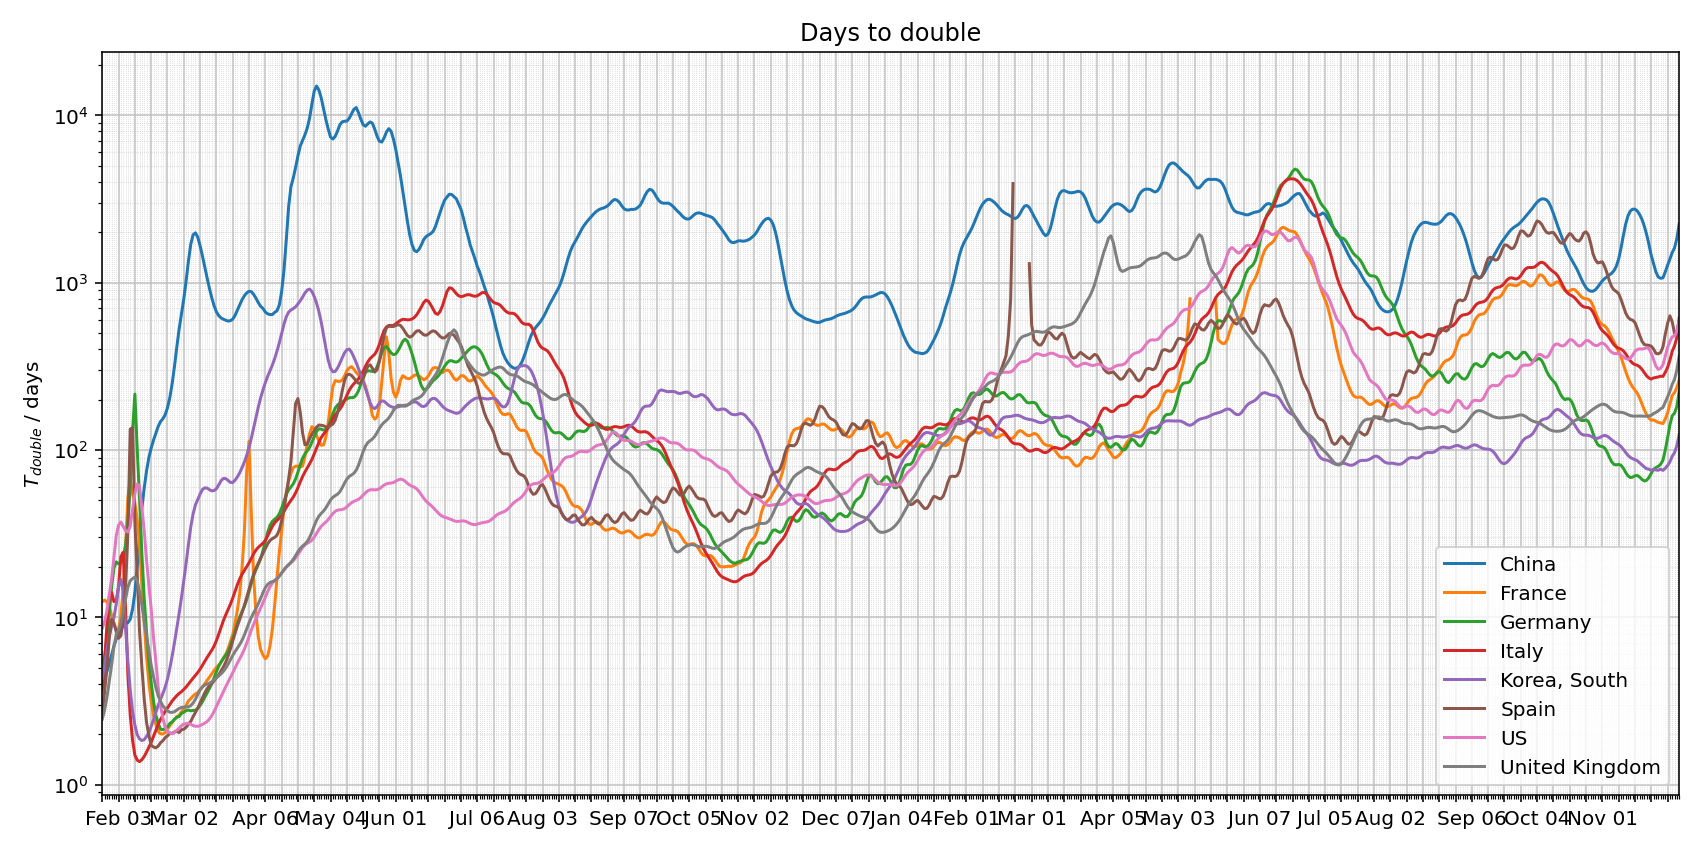 Days to double
T_double / days
10^4
10^3
10^2
10^1
10^0
Feb 03 Mar 02 Apr 06 May 04 Jun 01 Jul 06 Aug 03 Sep 07 Oct 05 Nov 02 Dec 07 Jan 04 Feb 01 Mar 01 Apr 05 May 03 Jun 07 Jul 05 Aug 02 Sep 06 Oct 04 Nov 01
China
France
Germany
Italy
Korea, South
Spain
US
United Kingdom